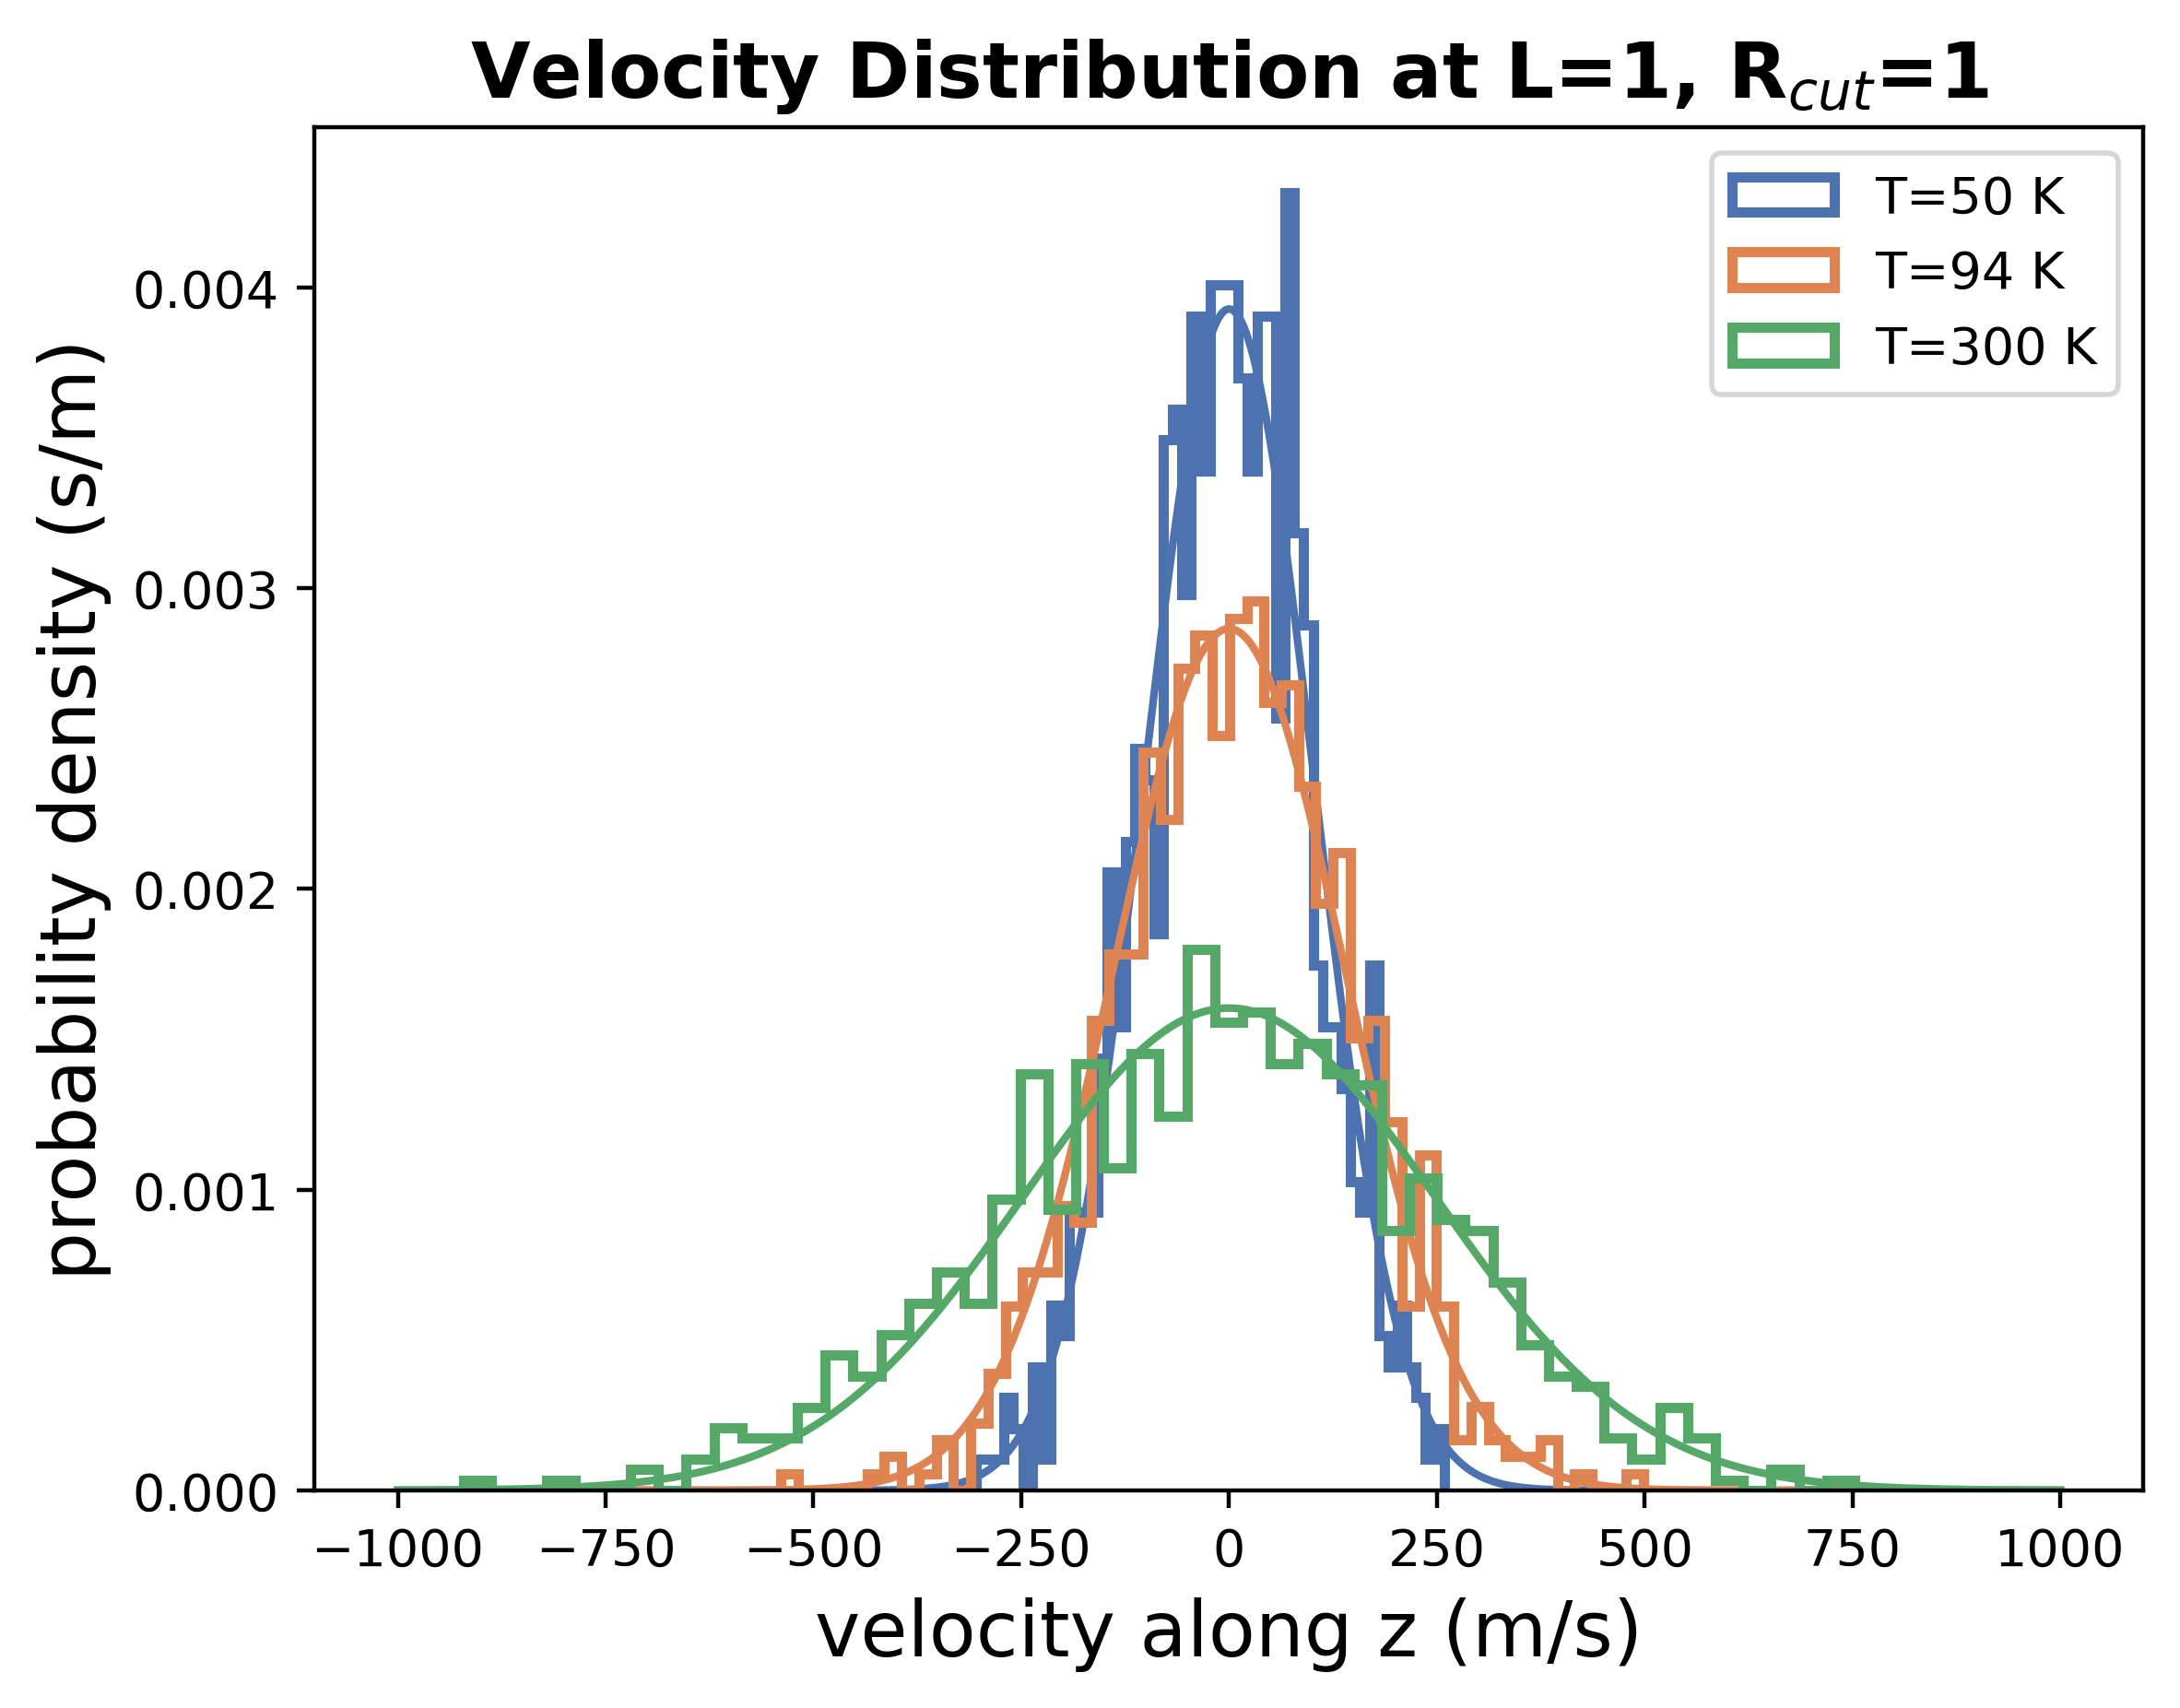 Velocity Distribution at L=1, R_cut=1
T=50 K
T=94 K
T=300 K
probability density (s/m)
0.004
0.003
0.002
0.001
0.000
−1000 −750 −500 −250 0 250 500 750 1000
velocity along z (m/s)